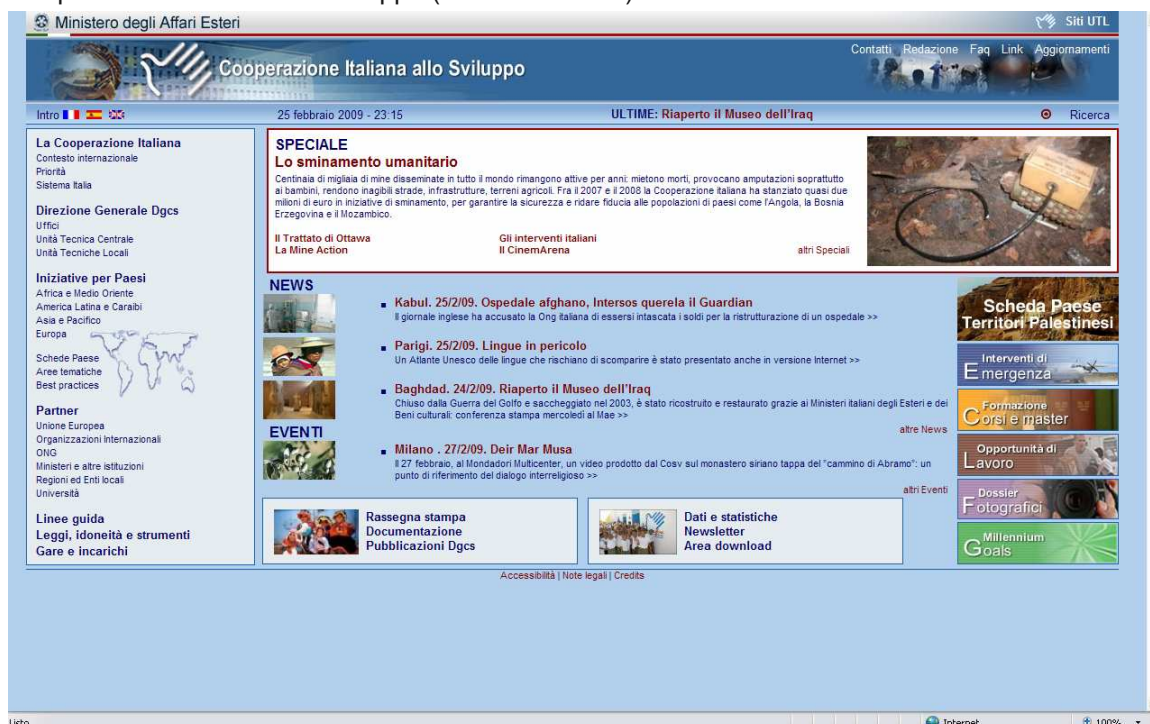 Ministero degli Affari Esteri
Siti UTL
Cooperazione Italiana allo Sviluppo
Contatti Redazione Faq Link Aggiornamenti
Intro
25 febbraio 2009 - 23:15
ULTIME: Riaperto il Museo dell'Iraq
Ricerca
La Cooperazione Italiana
Contesto internazionale
Priorità
Sistema Italia
Direzione Generale Dgcs
Uffici
Unità Tecnica Centrale
Unità Tecniche Locali
Iniziative per Paesi
Africa e Medio Oriente
America Latina e Caraibi
Asia e Pacifico
Europa
Schede Paese
Aree tematiche
Best practices
Partner
Unione Europea
Organizzazioni Internazionali
ONG
Ministeri e altre istituzioni
Regioni ed Enti locali
Università
Linee guida
Leggi, idoneità e strumenti
Gare e incarichi
SPECIALE
Lo sminamento umanitario
Centinaia di migliaia di mine disseminate in tutto il mondo rimangono attive per anni: mietono morti, provocano amputazioni soprattutto
ai bambini, rendono inagibili strade, infrastrutture, terreni agricoli. Fra il 2007 e il 2008 la Cooperazione italiana ha stanziato quasi due
milioni di euro in iniziative di sminamento, per garantire la sicurezza e ridare fiducia alle popolazioni di paesi come l'Angola, la Bosnia
Erzegovina e il Mozambico.
Il Trattato di Ottawa
La Mine Action
Gli interventi italiani
Il CinemArena
altri Speciali
NEWS
Kabul. 25/2/09. Ospedale afghano, Intersos querela il Guardian
Il giornale inglese ha accusato la Ong italiana di essersi intascata i soldi per la ristrutturazione di un ospedale >>
Parigi. 25/2/09. Lingue in pericolo
Un Atlante Unesco delle lingue che rischiano di scomparire è stato presentato anche in versione Internet >>
Baghdad. 24/2/09. Riaperto il Museo dell'Iraq
Chiuso dalla Guerra del Golfo e saccheggiato nel 2003, è stato ricostruito e restaurato grazie ai Ministeri italiani degli Esteri e dei
Beni culturali: conferenza stampa mercoledì al Mae >>
altre News
EVENTI
Milano . 27/2/09. Deir Mar Musa
Il 27 febbraio, al Mondadori Multicenter, un video prodotto dal Cosv sul monastero siriano tappa del "cammino di Abramo": un
punto di riferimento del dialogo interreligioso >>
altri Eventi
Rassegna stampa
Documentazione
Pubblicazioni Dgcs
Dati e statistiche
Newsletter
Area download
Scheda Paese
Territori Palestinesi
Interventi di
Emergenza
Formazione
Corsi e master
Opportunità di
Lavoro
Dossier
Fotografici
Millennium
Goals
Accessibilità | Note legali | Credits
Listo
Internet
100%